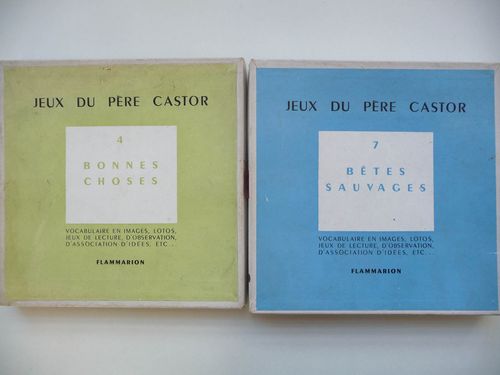 JEUX DU PÈRE CASTOR
4
BONNES
CHOSES
VOCABULAIRE EN IMAGES, LOTOS,
JEUX DE LECTURE, D'OBSERVATION,
D'ASSOCIATION D'IDÉES, ETC...
FLAMMARION
JEUX DU PÈRE CASTOR
7
BÊTES
SAUVAGES
VOCABULAIRE EN IMAGES, LOTOS,
JEUX DE LECTURE, D'OBSERVATION,
D'ASSOCIATION D'IDÉES, ETC...
FLAMMARION